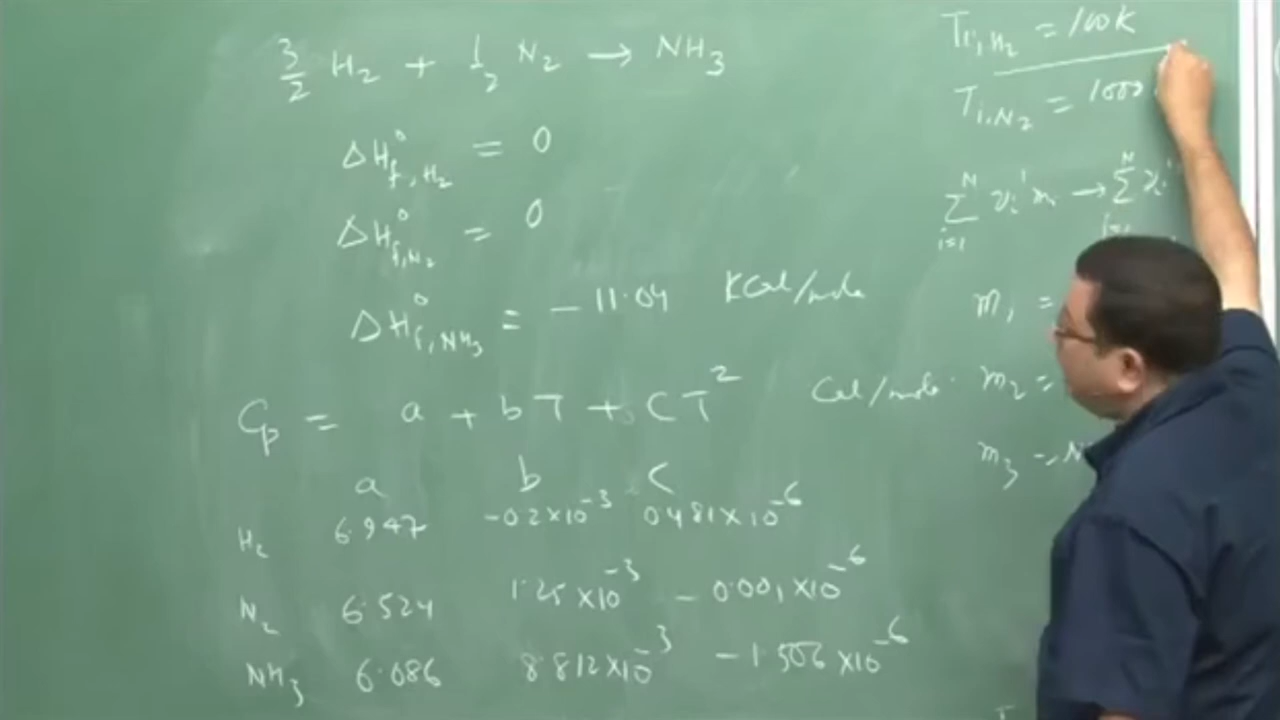 3/2 H2 + 1/2 N2 → NH3
ΔH°f,H2 = 0
ΔH°f,N2 = 0
ΔH°f,NH3 = -11.04 KCal/mole
Cp = a + bT + CT² Cal/mole.
a b C
H2 6.947 -0.2×10⁻³ 0.481×10⁻⁶
N2 6.524 1.25×10⁻³ -0.001×10⁻⁶
NH3 6.086 8.812×10⁻³ -1.506×10⁻⁶
Ti,H2 = 100K
Ti,N2 = 1000
m1 =
m2 =
m3 -